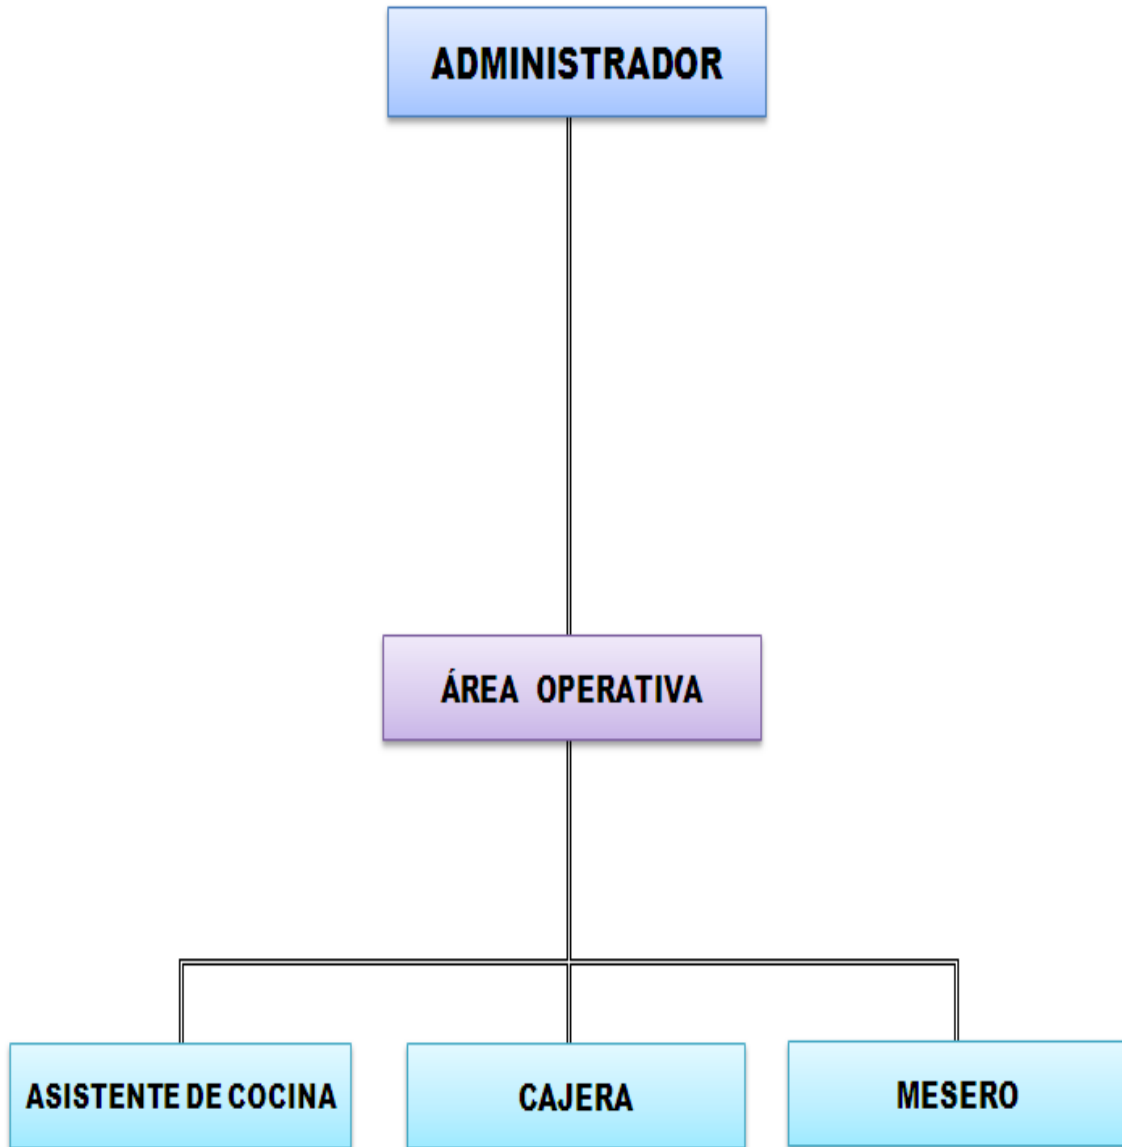 ADMINISTRADOR
ÁREA OPERATIVA
ASISTENTE DE COCINA
CAJERA
MESERO